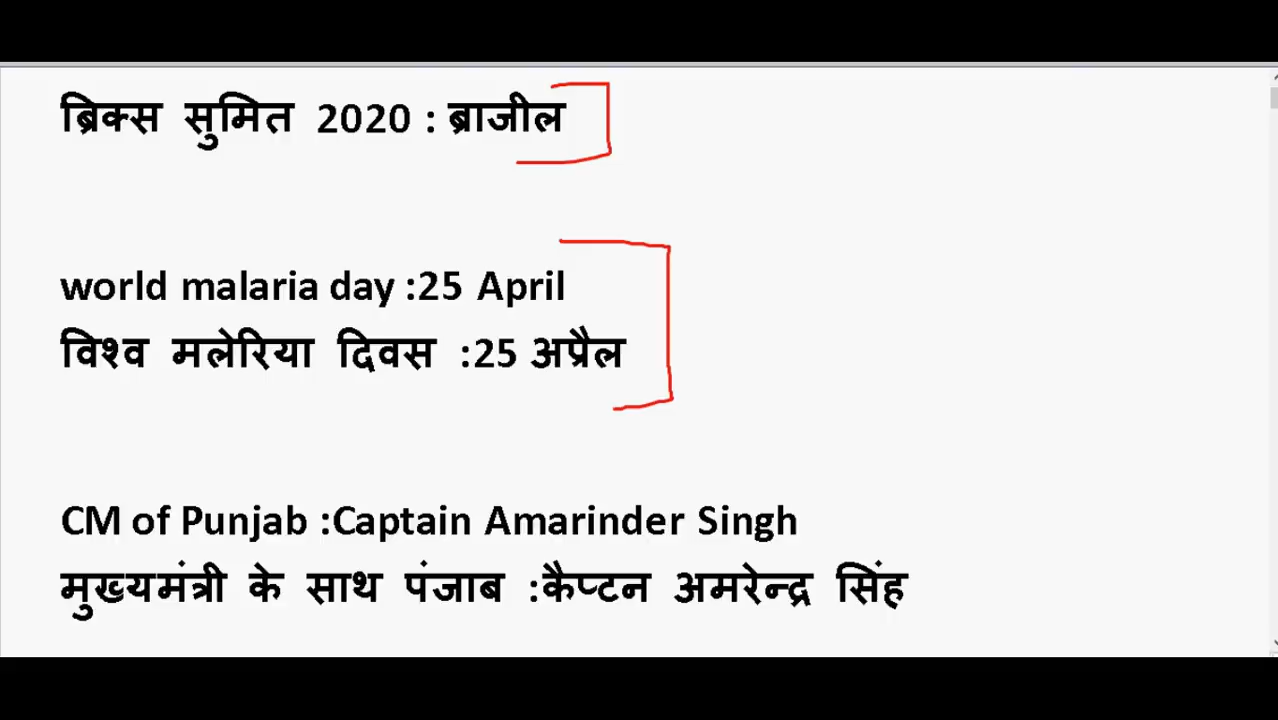 ब्रिक्स सुमित 2020 : ब्राजील
world malaria day :25 April
विश्व मलेरिया दिवस :25 अप्रैल
CM of Punjab :Captain Amarinder Singh
मुख्यमंत्री के साथ पंजाब :कैप्टन अमरेन्द्र सिंह